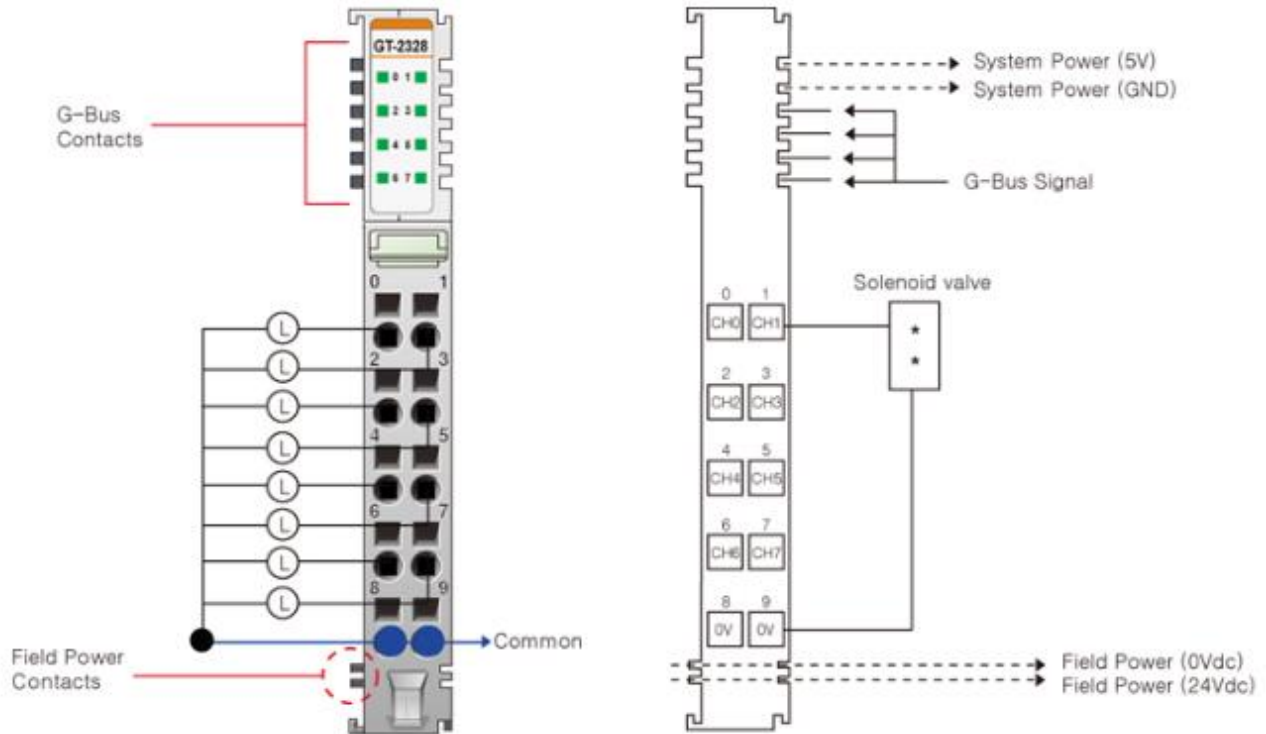 GT-2328
0 1
2 3
4 5
6 7
G-Bus
Contacts
0 1
L
L
2 3
L
L
4 5
L
L
6 7
L
L
8 9
Common
Field Power
Contacts
System Power (5V)
System Power (GND)
G-Bus Signal
Solenoid valve
0 1
CH0 CH1
*
*
2 3
CH2 CH3
4 5
CH4 CH5
6 7
CH6 CH7
8 9
0V 0V
Field Power (0Vdc)
Field Power (24Vdc)